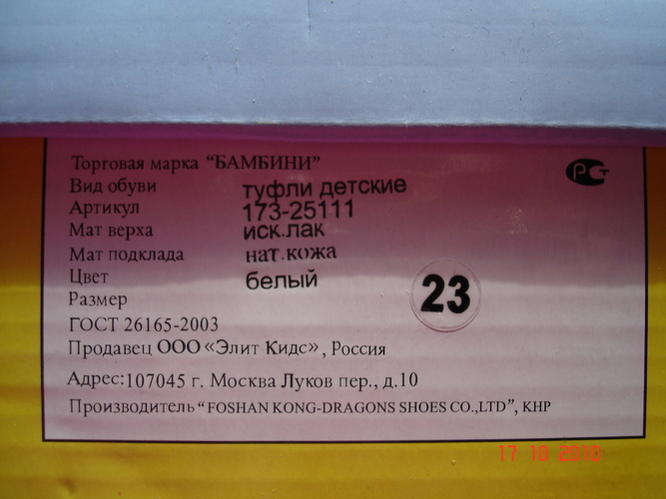 Торговая марка "БАМБИНИ"
РСТ
Вид обуви туфли детские
Артикул 173-25111
Мат верха иск.лак
Мат подклада нат.кожа
Цвет белый
Размер 23
ГОСТ 26165-2003
Продавец ООО «Элит Кидс», Россия
Адрес:107045 г. Москва Луков пер., д.10
Производитель "FOSHAN KONG-DRAGONS SHOES CO.,LTD", КНР
17 10 2010